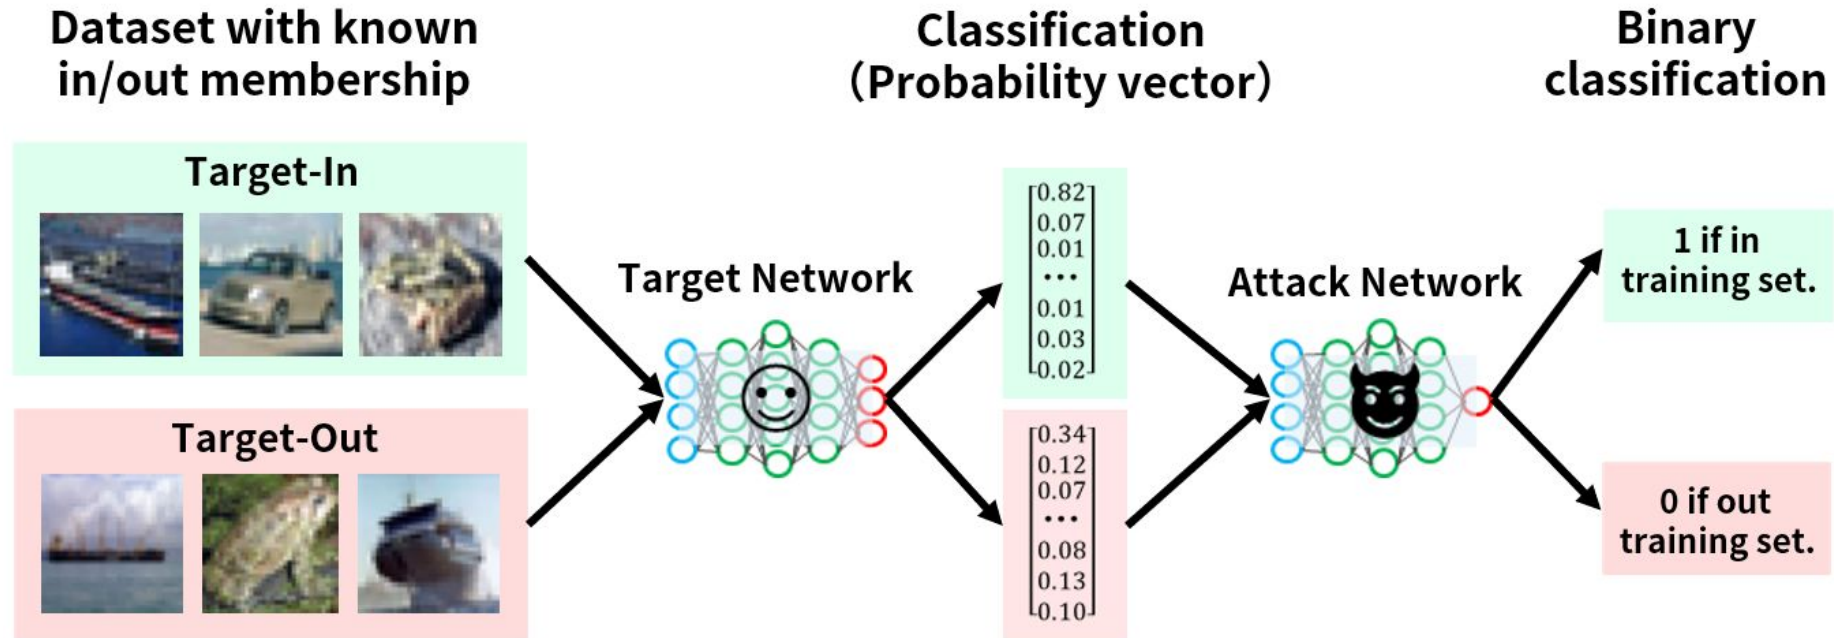 Dataset with known
in/out membership
Classification
（Probability vector）
Binary
classification
Target-In
Target-Out
Target Network
0.82
0.07
0.01
...
0.01
0.03
0.02
0.34
0.12
0.07
...
0.08
0.13
0.10
Attack Network
1 if in
training set.
0 if out
training set.